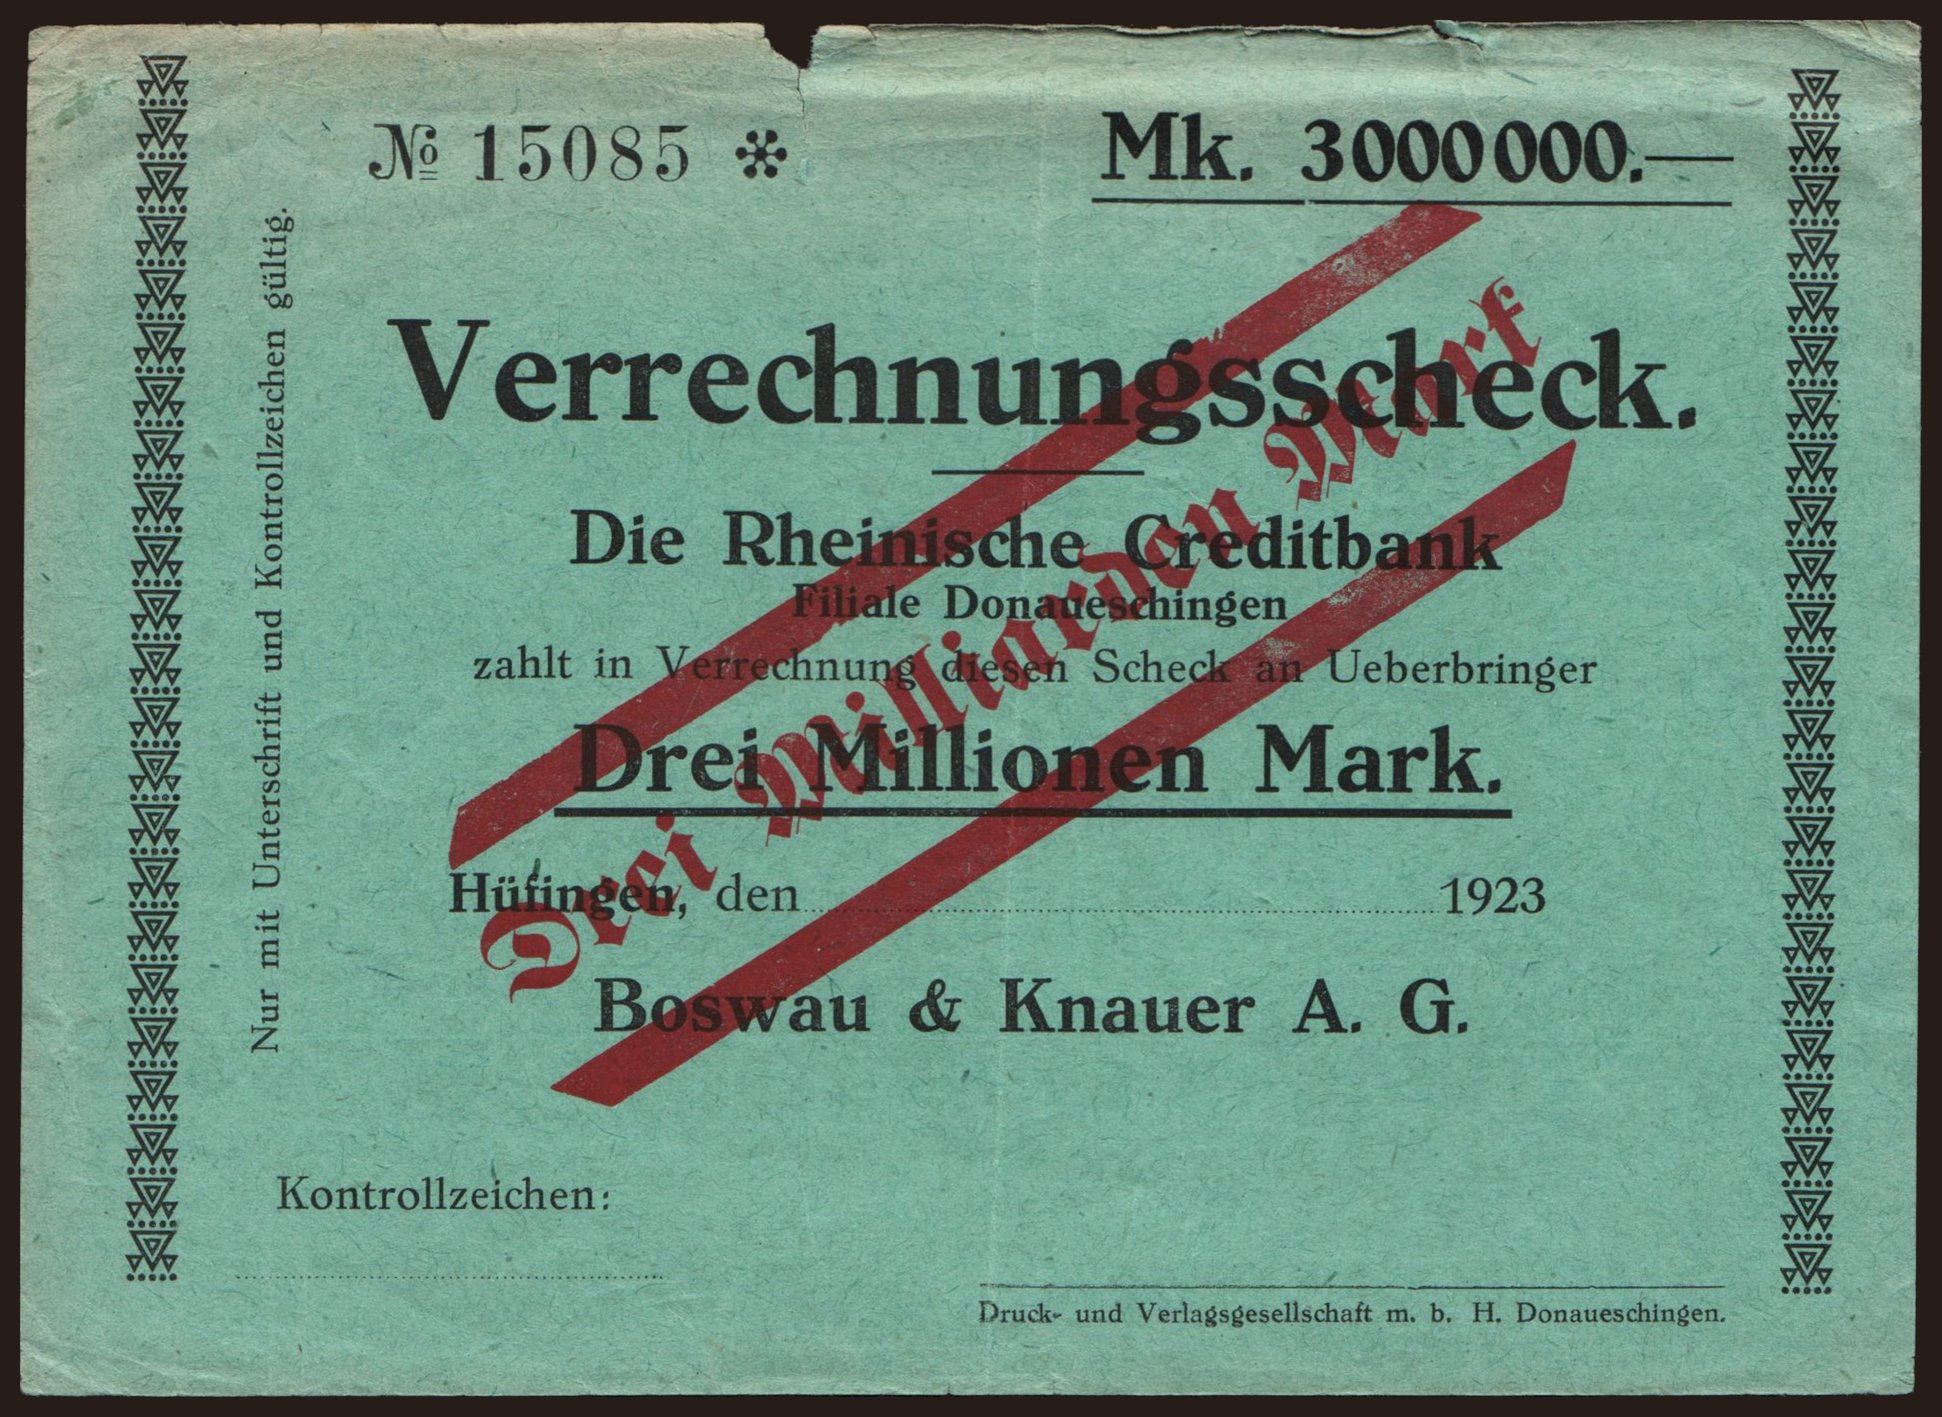 № 15085 *
Mk. 3000000.—
Nur mit Unterschrift und Kontrollzeichen gültig.
Verrechnungsscheck.
Die Rheinische Creditbank
Filiale Donaueschingen
zahlt in Verrechnung diesen Scheck an Ueberbringer
Drei Millionen Mark.
Drei Milliarden Mark
Hüfingen, den 1923
Boswau & Knauer A. G.
Kontrollzeichen:
Druck- und Verlagsgesellschaft m. b. H. Donaueschingen.